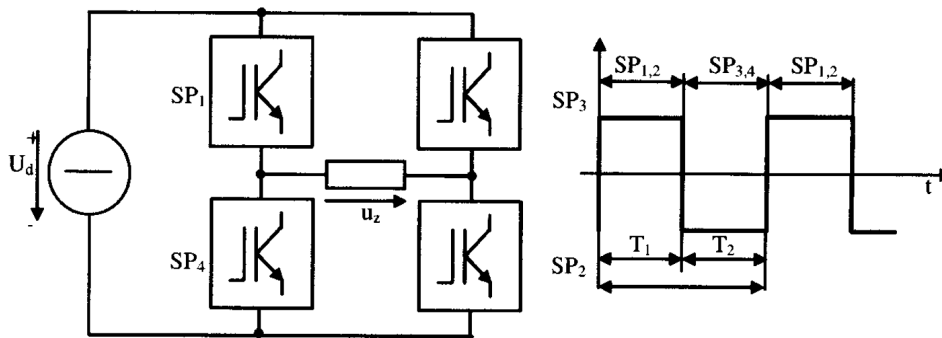 SP1
SP3
SP4
SP2
+
Ud
-
uz
SP1,2 SP3,4 SP1,2
t
T1 T2